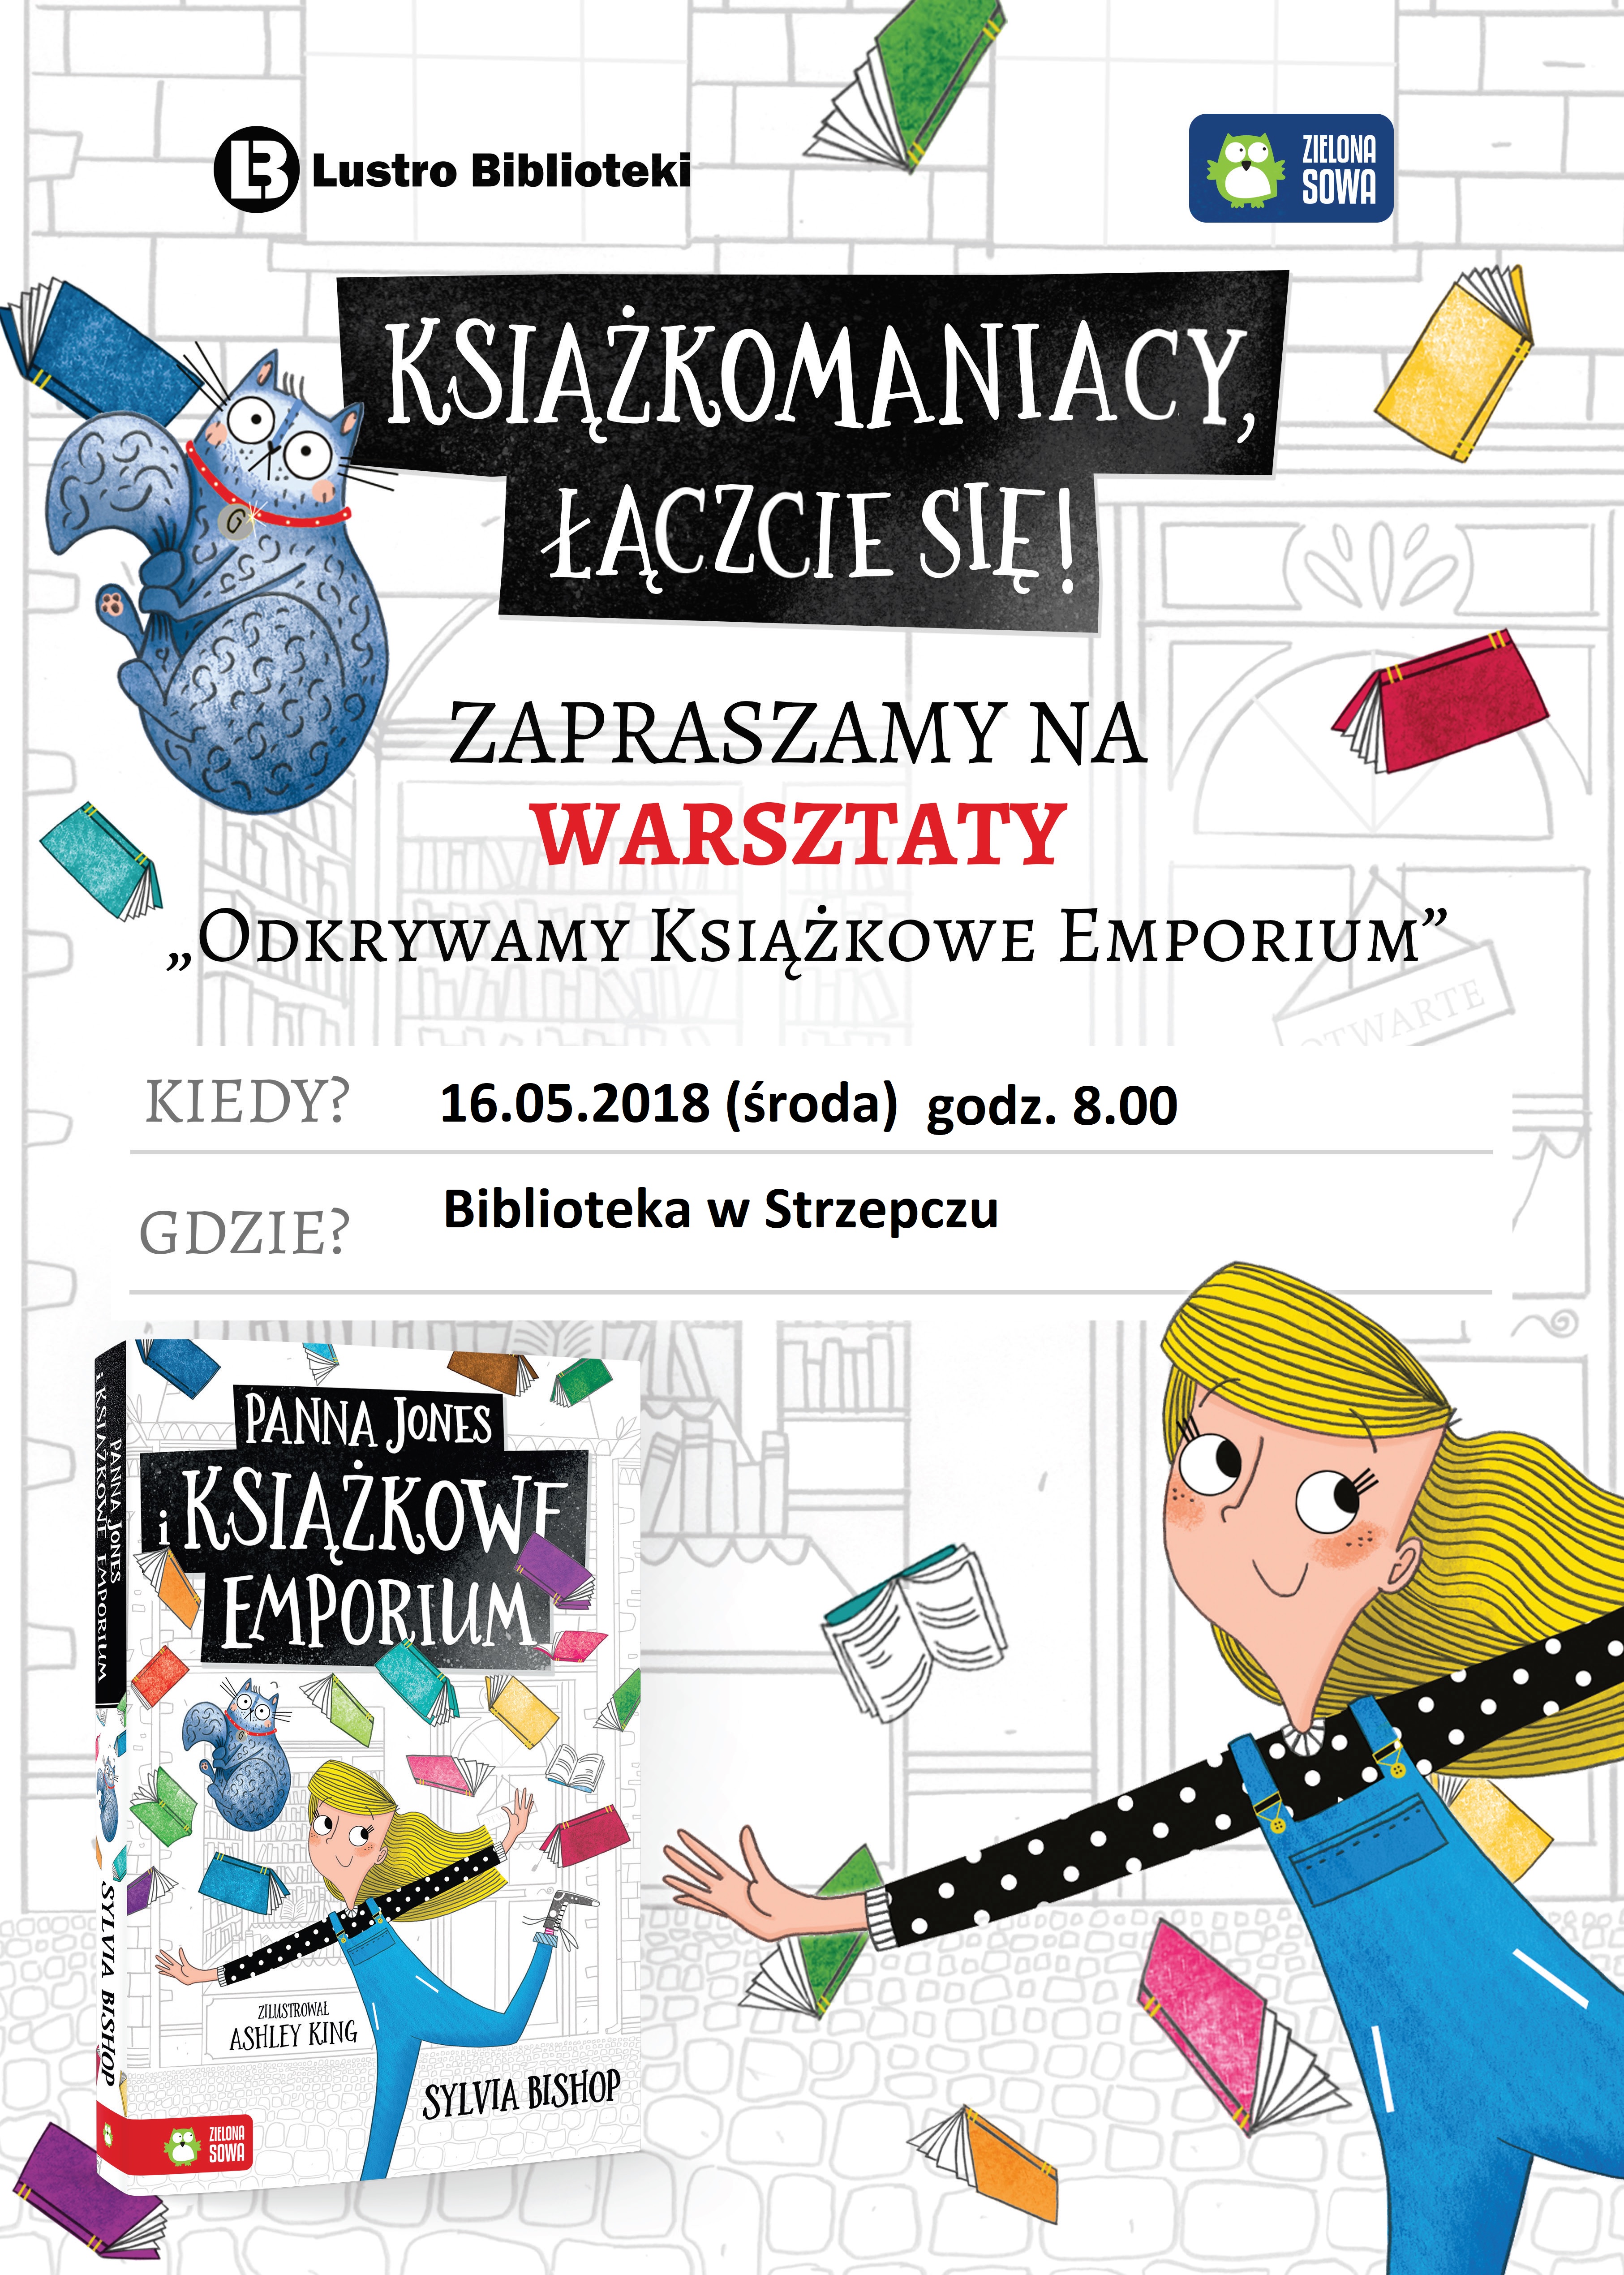 LB Lustro Biblioteki
ZIELONA
SOWA
KSIĄŻKOMANIACY,
ŁĄCZCIE SIĘ!
G
ZAPRASZAMY NA
WARSZTATY
„Odkrywamy Książkowe Emporium”
OTWARTE
KIEDY? 16.05.2018 (środa) godz. 8.00
GDZIE? Biblioteka w Strzepczu
PANNA JONES
i KSIĄŻKOWE
EMPORIUM
ZILUSTROWAŁ
ASHLEY KING
SYLVIA BISHOP
ZIELONA
SOWA
PANNA JONES
i KSIĄŻKOWE EMPORIUM
SYLVIA BISHOP